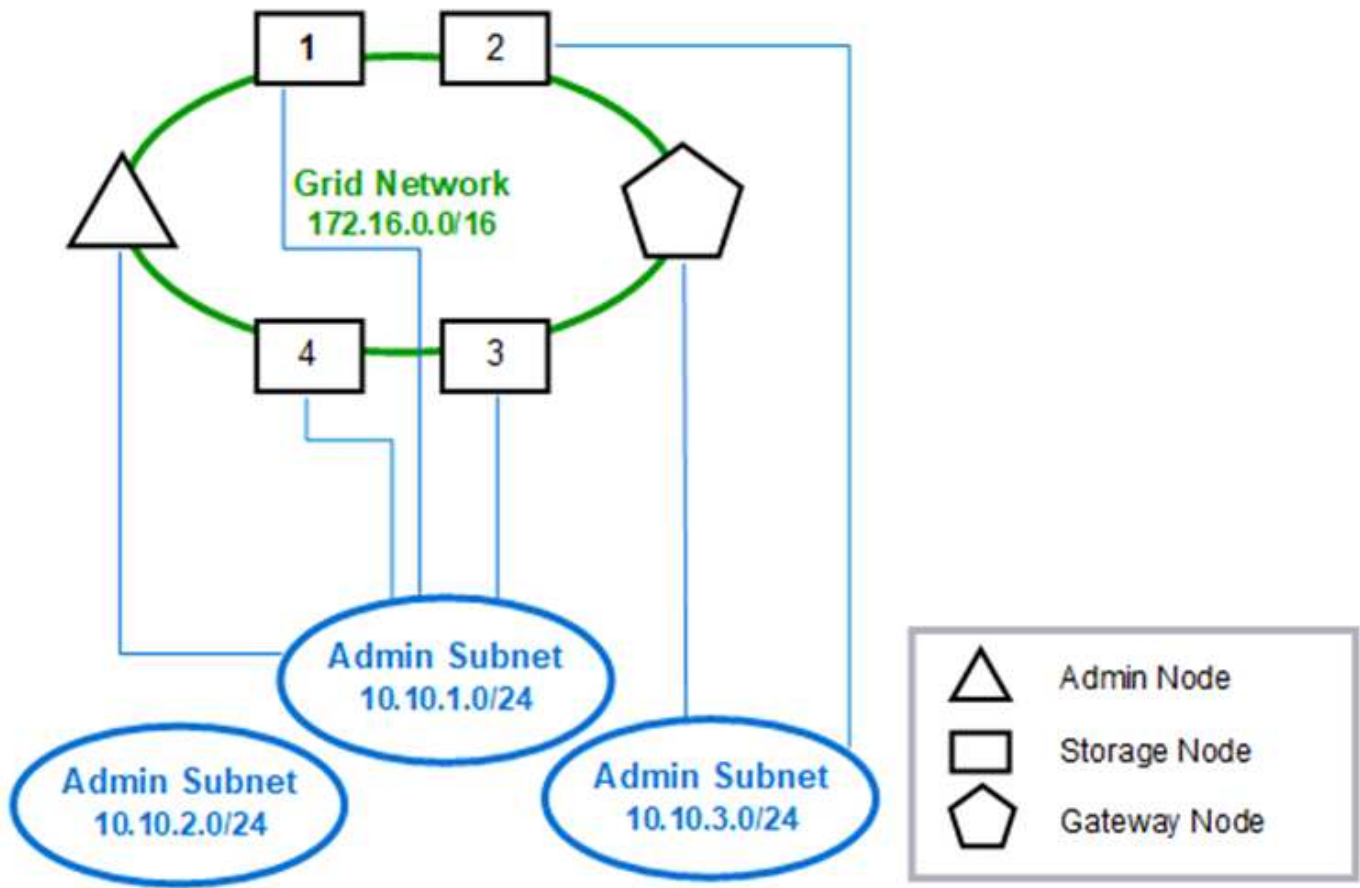 1
2
Grid Network
172.16.0.0/16
4
3
Admin Subnet
10.10.1.0/24
Admin Subnet
10.10.2.0/24
Admin Subnet
10.10.3.0/24
Admin Node
Storage Node
Gateway Node